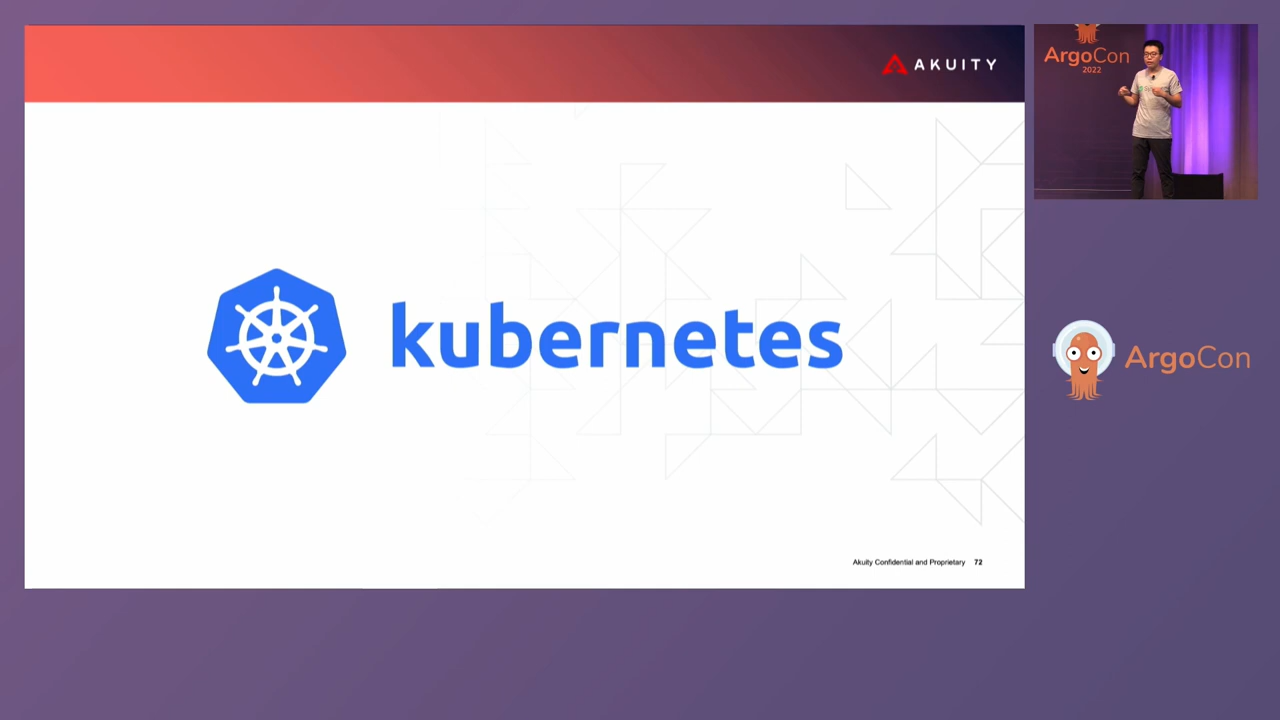 AKUITY
kubernetes
Akuity Confidential and Proprietary 72
ArgoCon
2022
ArgoCon